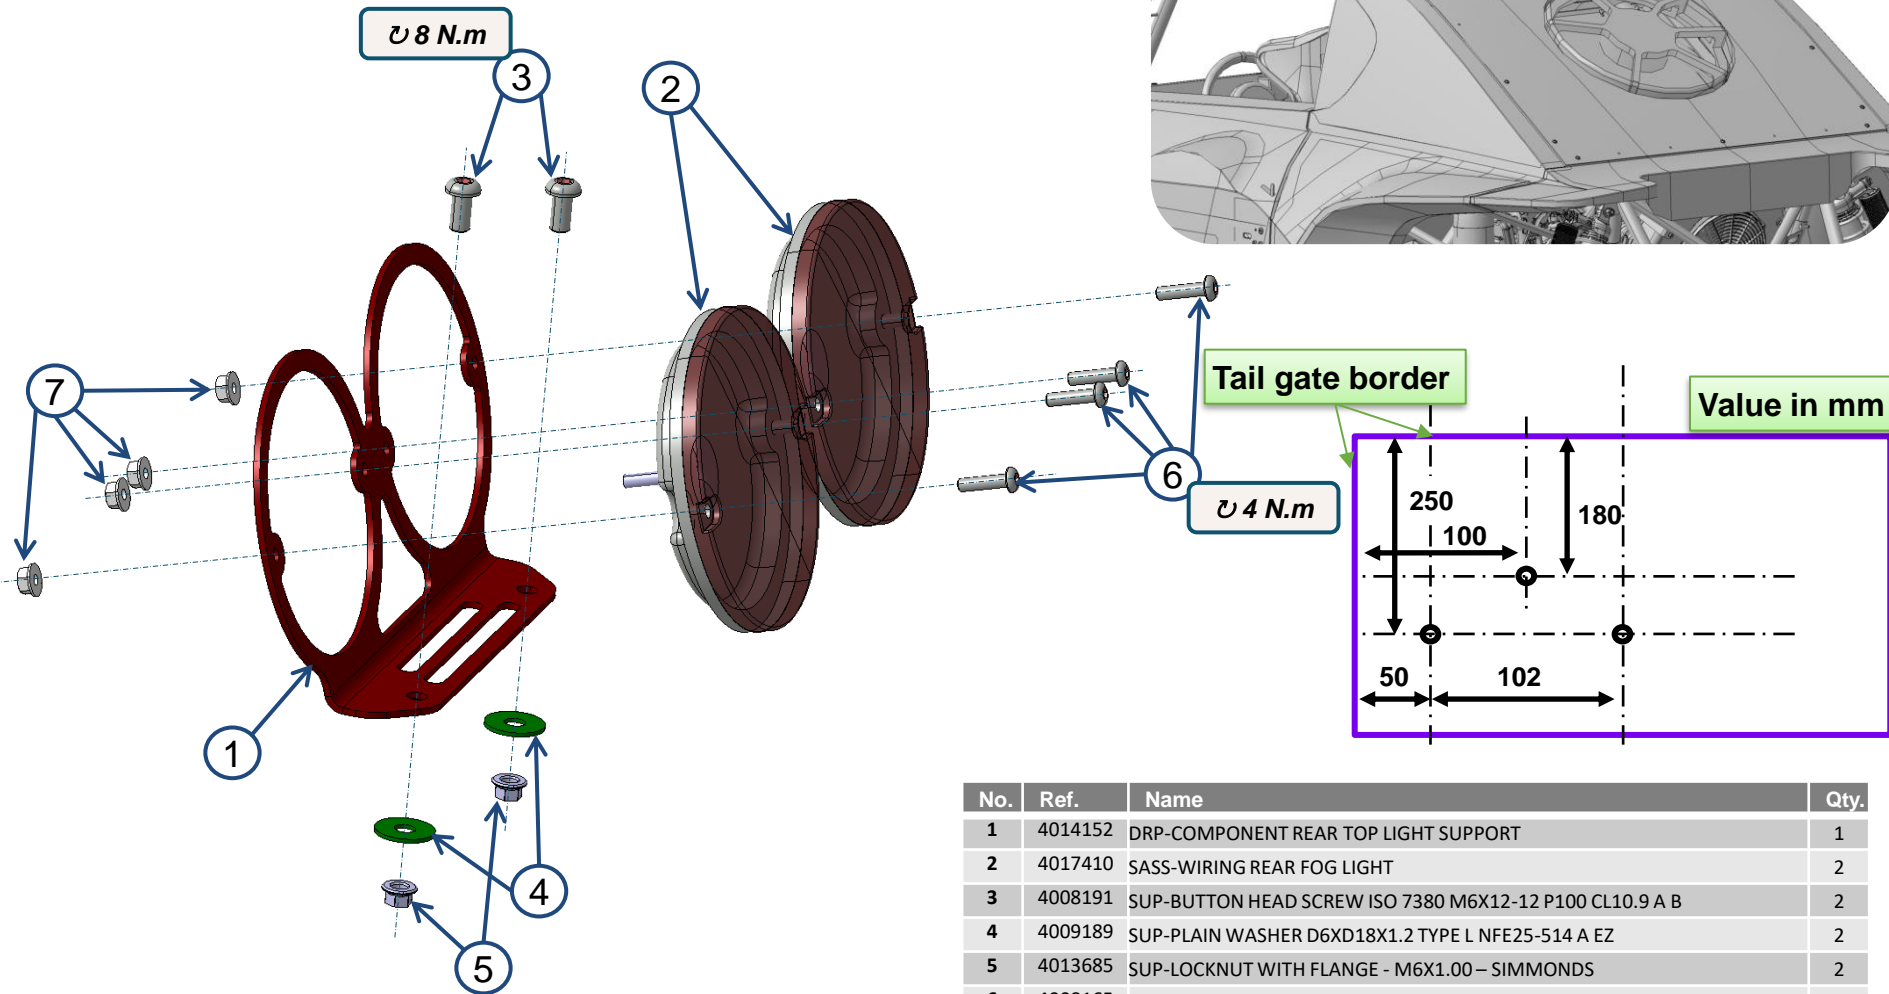 ↻ 8 N.m
3
2
7
6
↻ 4 N.m
1
4
5
Tail gate border
Value in mm
250
180
100
50
102
No. Ref. Name Qty.
1 4014152 DRP-COMPONENT REAR TOP LIGHT SUPPORT 1
2 4017410 SASS-WIRING REAR FOG LIGHT 2
3 4008191 SUP-BUTTON HEAD SCREW ISO 7380 M6X12-12 P100 CL10.9 A B 2
4 4009189 SUP-PLAIN WASHER D6XD18X1.2 TYPE L NFE25-514 A EZ 2
5 4013685 SUP-LOCKNUT WITH FLANGE - M6X1.00 – SIMMONDS 2